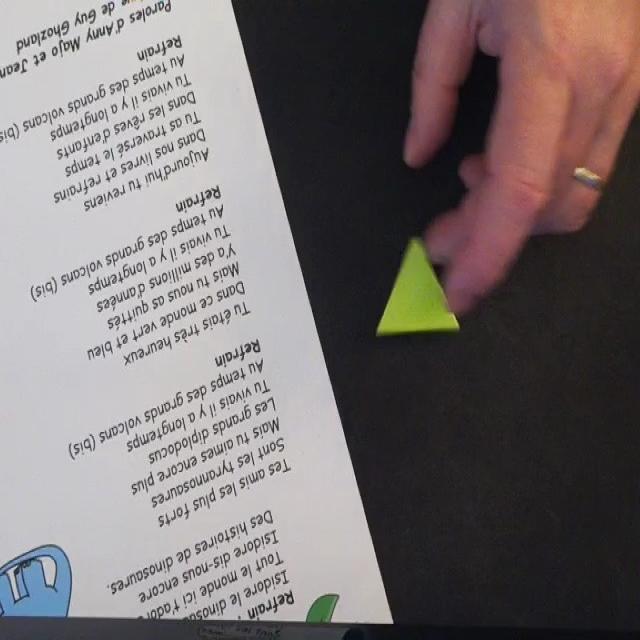 Refrain
Isidore le dinosau
Tout le monde ici t'ador
Isidore dis-nous encore
Des histoires de dinosaures.
Tes amis les plus forts
Sont les tyrannosaures
Mais tu aimes encore plus
Les grands diplodocus
Tu vivais il y a longtemps
Au temps des grands volcans (bis)
Refrain
Tu étais très heureux
Dans ce monde vert et bleu
Mais tu nous as quittés
Y'a des millions d'années
Tu vivais il y a longtemps
Au temps des grands volcans (bis)
Refrain
Aujourd'hui tu reviens
Dans nos livres et refrains
Tu as traversé le temps
Dans les rêves d'enfants
Tu vivais il y a longtemps
Au temps des grands volcans (bis
Refrain
Paroles d'Anny Majo et Jean
que de Guy Ghozland